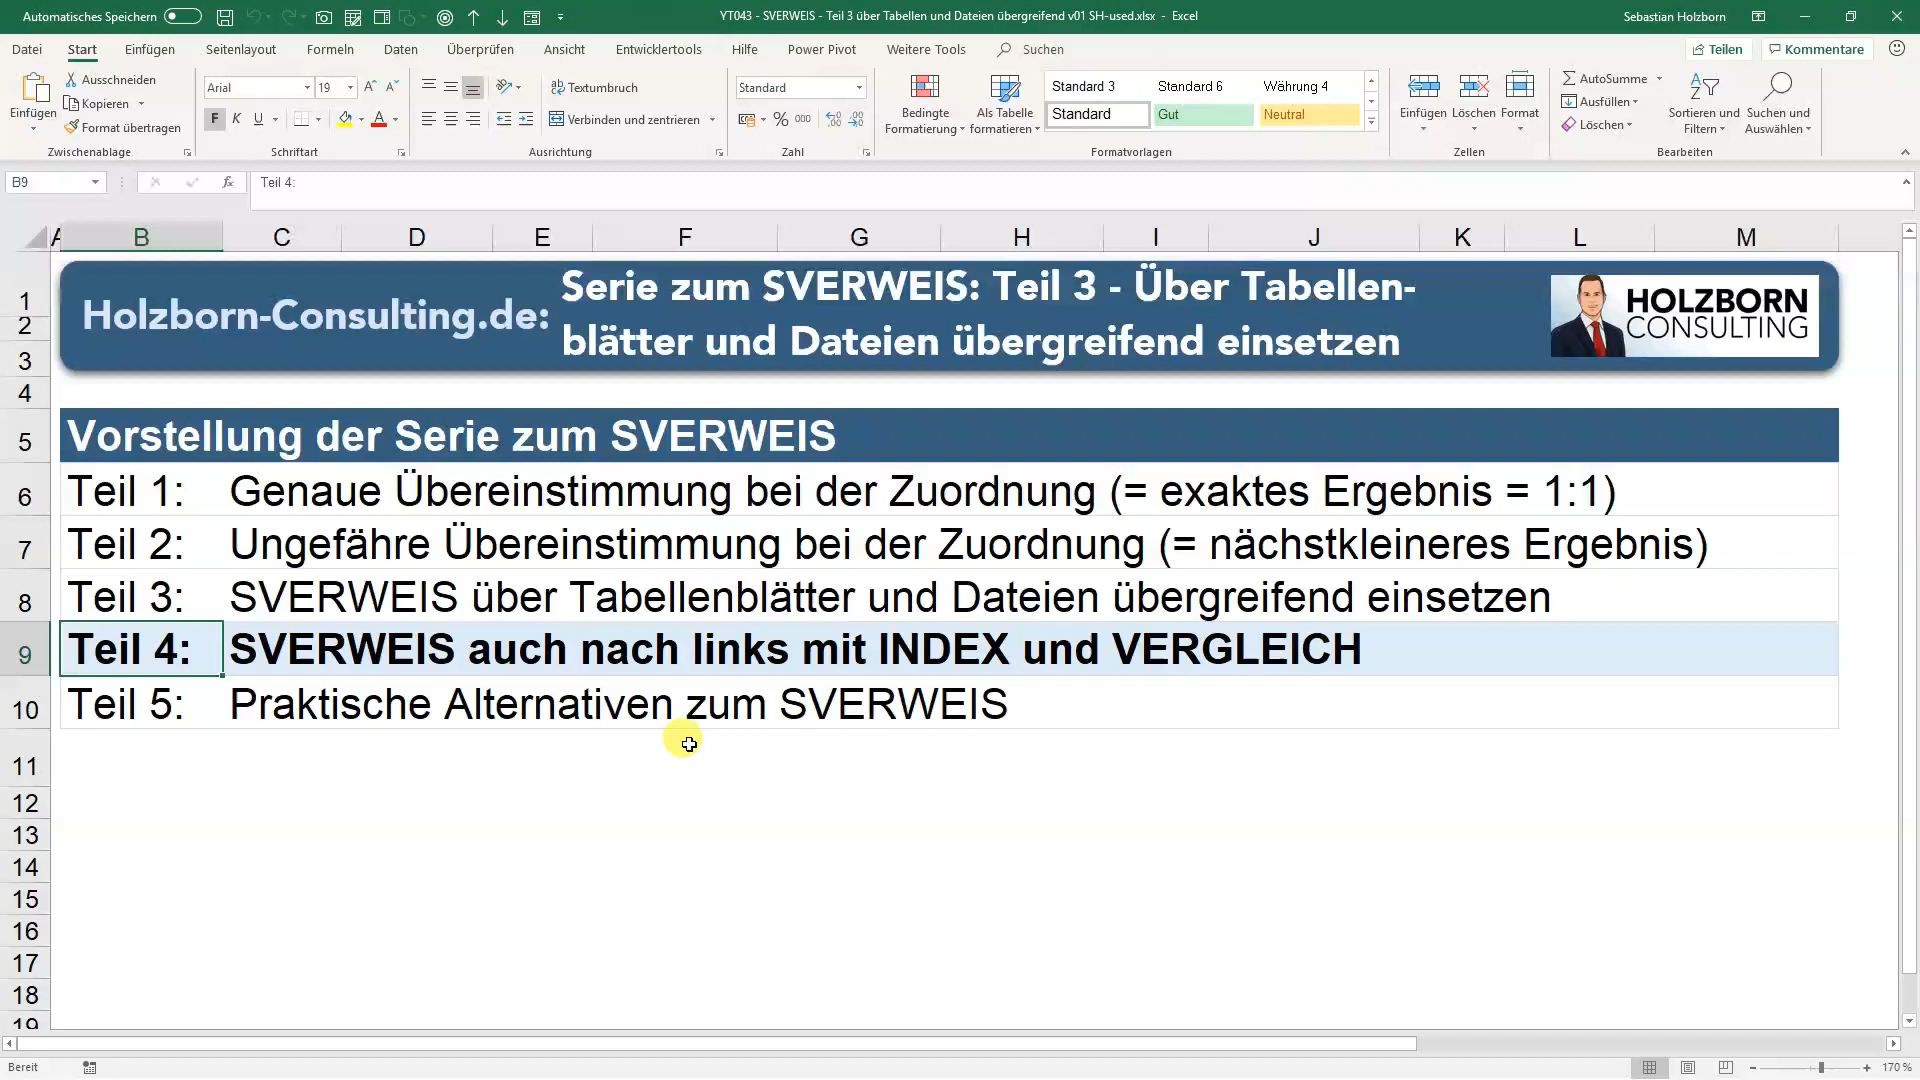 Automatisches Speichern
YT043 - SVERWEIS - Teil 3 über Tabellen und Dateien übergreifend v01 SH-used.xlsx - Excel
Sebastian Holzborn
Datei Start Einfügen Seitenlayout Formeln Daten Überprüfen Ansicht Entwicklertools Hilfe Power Pivot Weitere Tools Suchen Teilen Kommentare
Einfügen
Ausschneiden
Kopieren
Format übertragen
Zwischenablage
Arial 19
F K U
Schriftart
Textumbruch
Verbinden und zentrieren
Ausrichtung
Standard
% 000
Zahl
Bedingte Formatierung
Als Tabelle formatieren
Standard 3 Standard 6 Währung 4
Standard Gut Neutral
Formatvorlagen
Einfügen Löschen Format
Zellen
AutoSumme
Ausfüllen
Löschen
Sortieren und Filtern
Suchen und Auswählen
Bearbeiten
B9
fx
Teil 4:
A B C D E F G H I J K L M
1
2
3
4
5
6
7
8
9
10
11
12
13
14
15
16
17
18
19
Holzborn-Consulting.de:
Serie zum SVERWEIS: Teil 3 - Über Tabellen-
blätter und Dateien übergreifend einsetzen
HOLZBORN
CONSULTING
Vorstellung der Serie zum SVERWEIS
Teil 1: Genaue Übereinstimmung bei der Zuordnung (= exaktes Ergebnis = 1:1)
Teil 2: Ungefähre Übereinstimmung bei der Zuordnung (= nächstkleineres Ergebnis)
Teil 3: SVERWEIS über Tabellenblätter und Dateien übergreifend einsetzen
Teil 4: SVERWEIS auch nach links mit INDEX und VERGLEICH
Teil 5: Praktische Alternativen zum SVERWEIS
Bereit
170 %